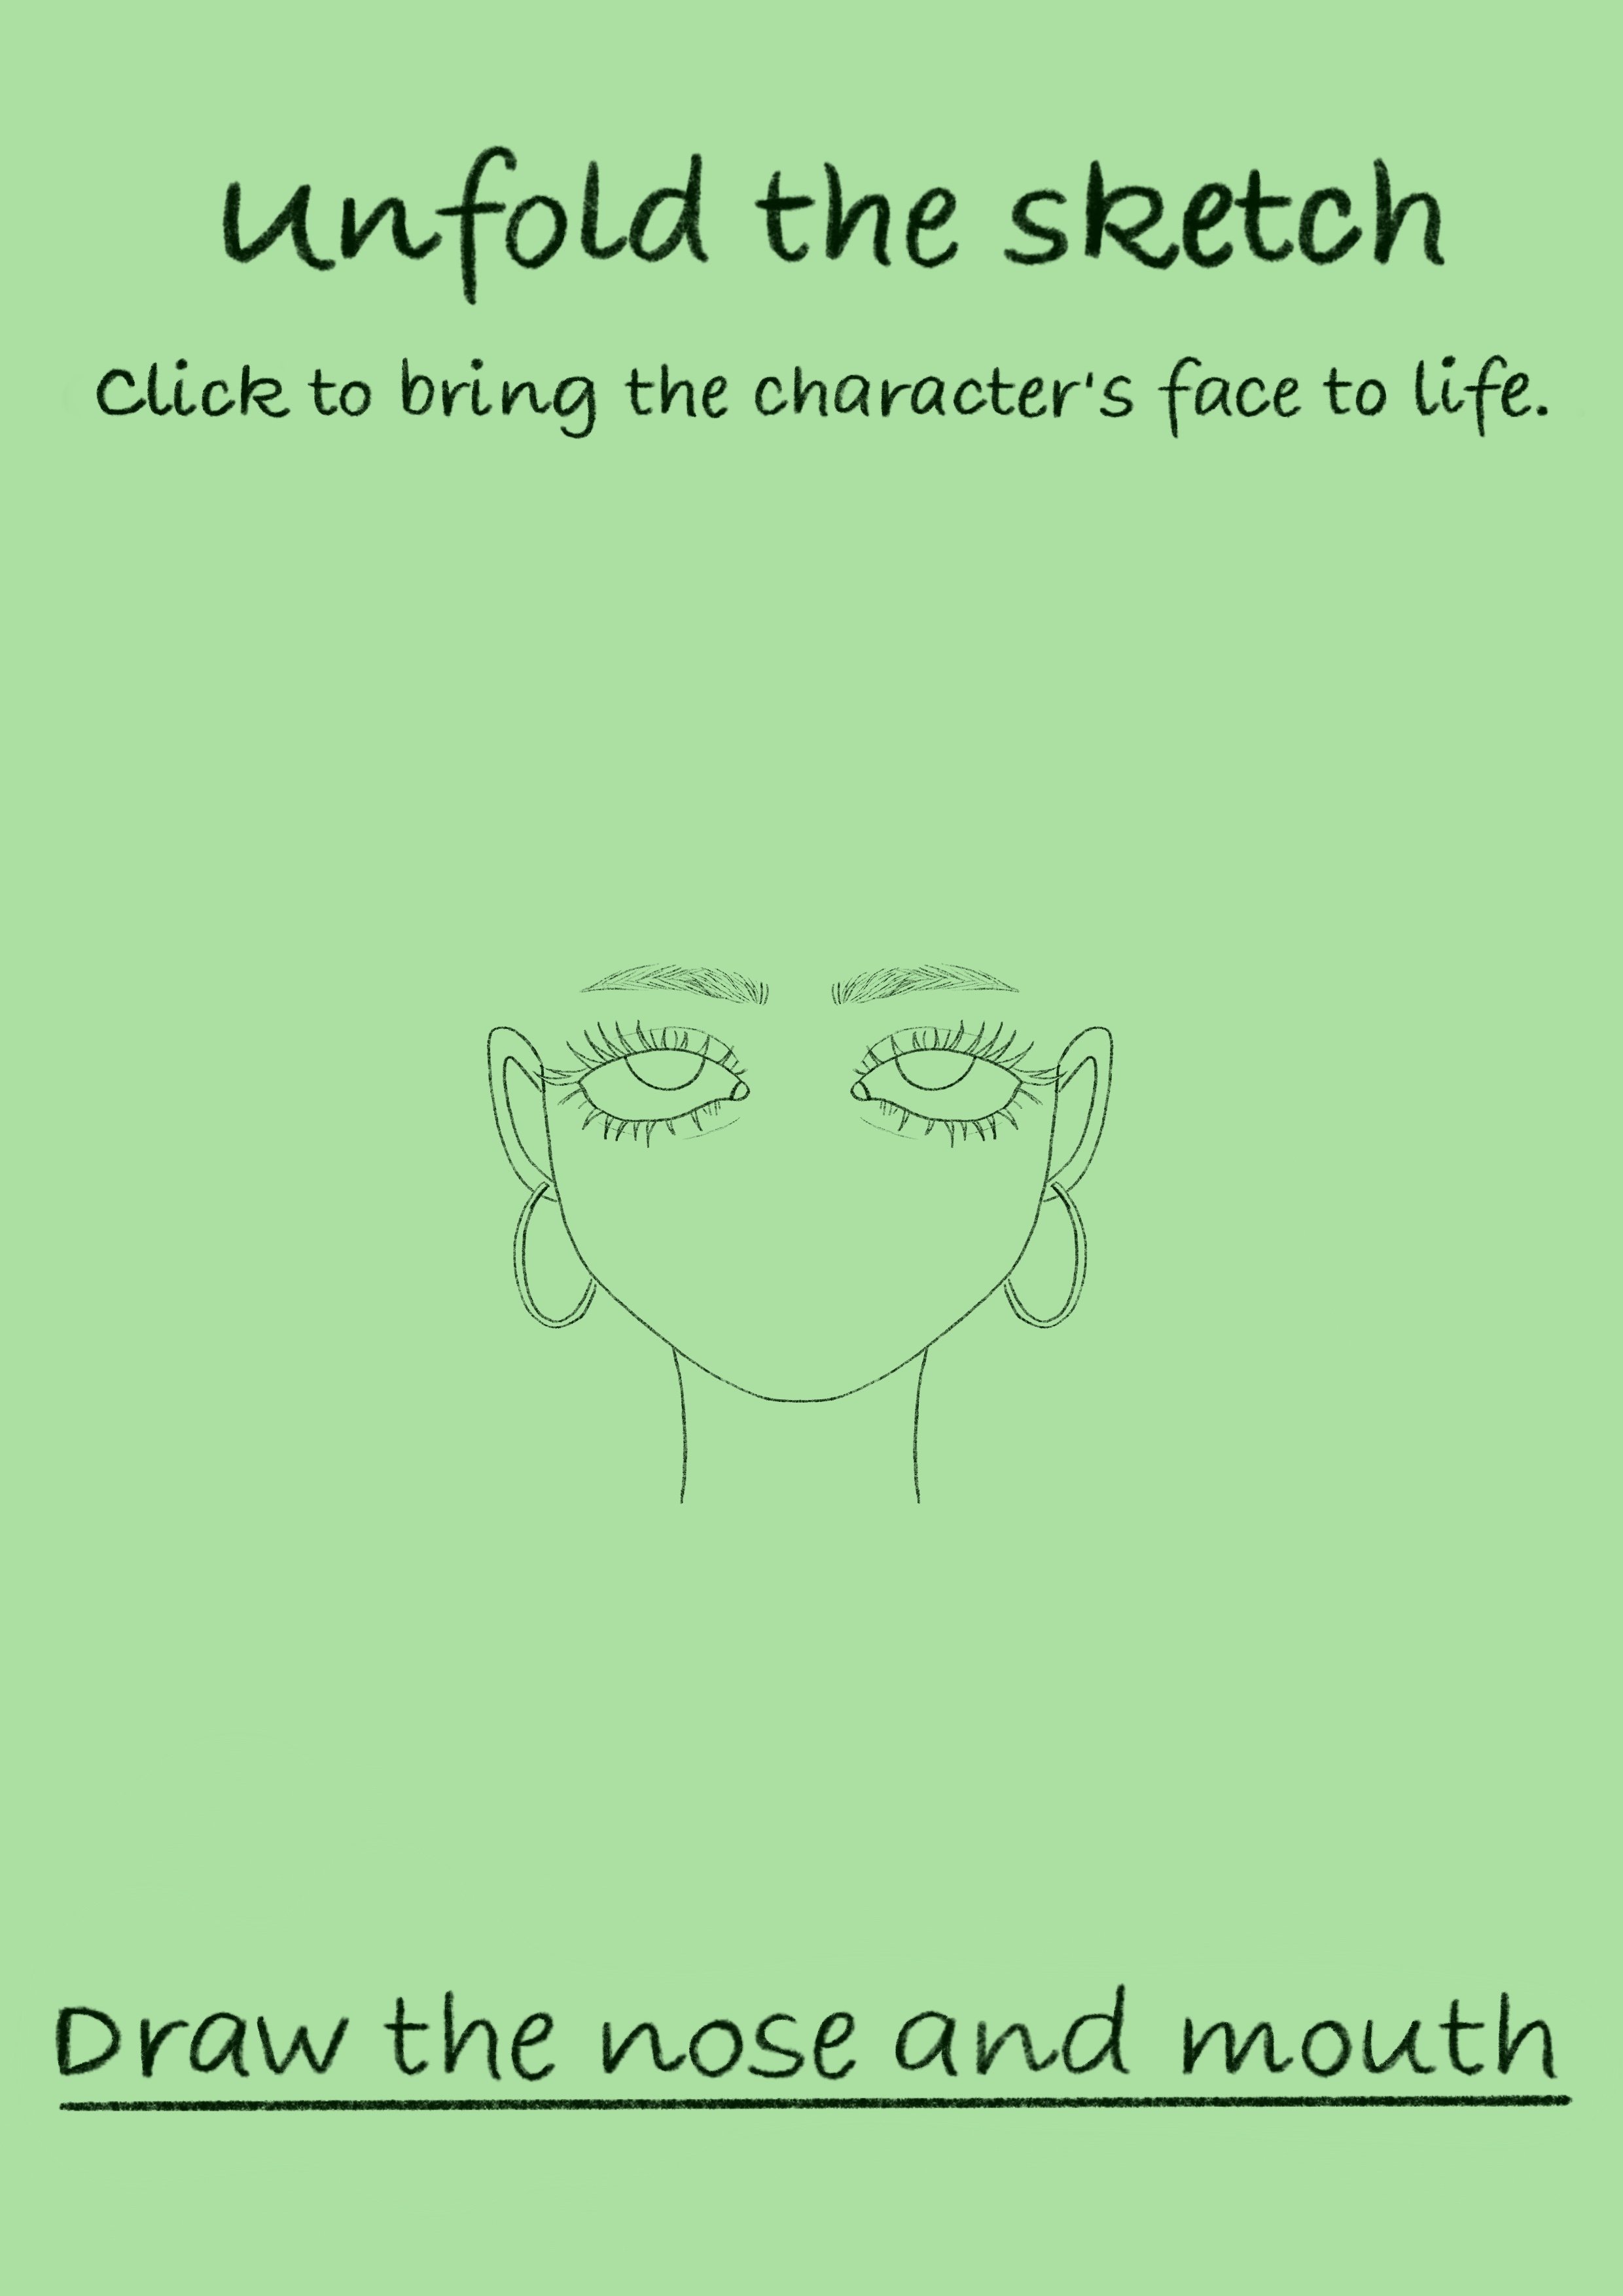 Unfold the sketch
Click to bring the character's face to life.
Draw the nose and mouth